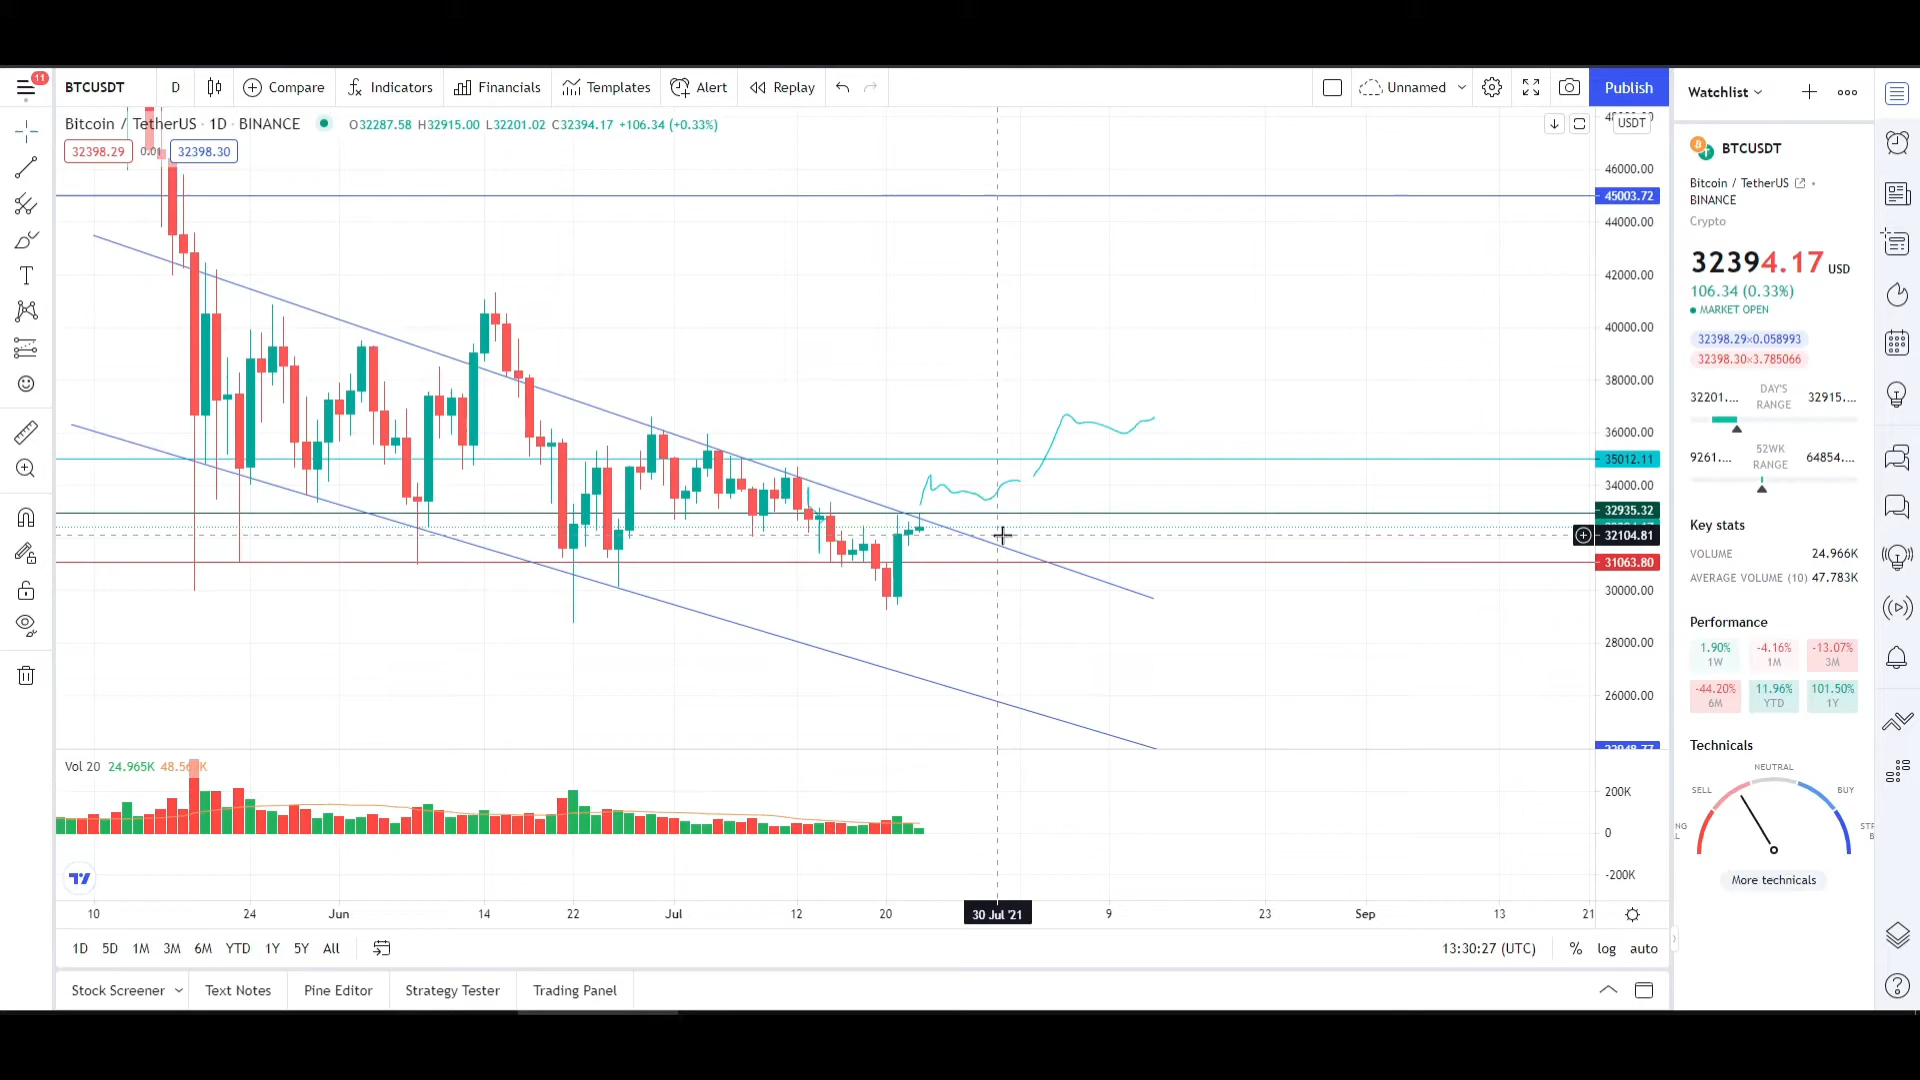 11
BTCUSDT D Compare Indicators Financials Templates Alert Replay Unnamed Publish
Bitcoin / TetherUS · 1D · BINANCE O32287.58 H32915.00 L32201.02 C32394.17 +106.34 (+0.33%)
32398.29 0.01 32398.30
USDT
46000.00
45003.72
44000.00
42000.00
40000.00
38000.00
36000.00
35012.11
34000.00
32935.32
32104.81
31063.80
30000.00
28000.00
26000.00
Vol 20 24.965K
200K
0
-200K
10 24 Jun 14 22 Jul 12 20 30 Jul '21 9 23 Sep 13 21
1D 5D 1M 3M 6M YTD 1Y 5Y All 13:30:27 (UTC) % log auto
Stock Screener Text Notes Pine Editor Strategy Tester Trading Panel
Watchlist
BTCUSDT
Bitcoin / TetherUS
BINANCE
Crypto
32394.17 USD
106.34 (0.33%)
MARKET OPEN
32398.29×0.058993
32398.30×3.785066
32201.... DAY'S RANGE 32915....
9261.... 52WK RANGE 64854....
Key stats
VOLUME 24.966K
AVERAGE VOLUME (10) 47.783K
Performance
1.90% -4.16% -13.07%
1W 1M 3M
-44.20% 11.96% 101.50%
6M YTD 1Y
Technicals
NEUTRAL
SELL BUY
More technicals